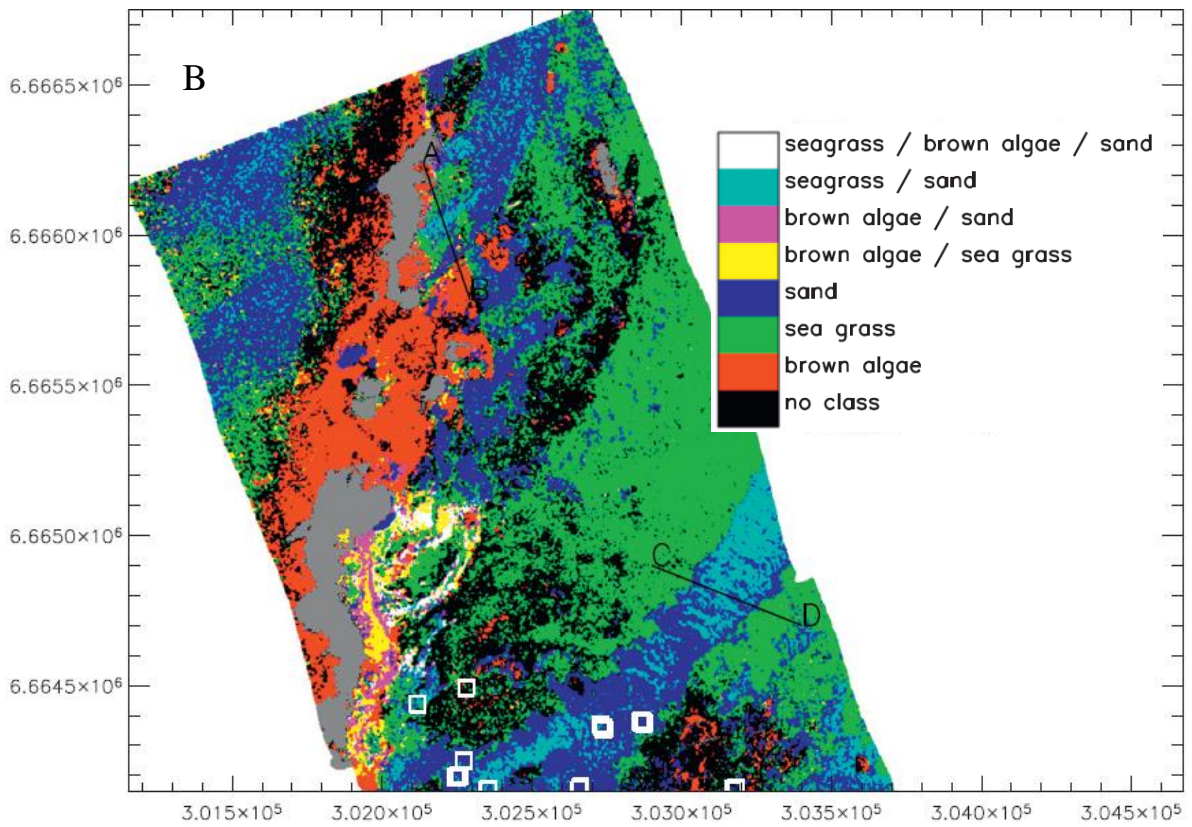 B
6.6665×10⁶
6.6660×10⁶
6.6655×10⁶
6.6650×10⁶
6.6645×10⁶
A
B
C
D
seagrass / brown algae / sand
seagrass / sand
brown algae / sand
brown algae / sea grass
sand
sea grass
brown algae
no class
3.015×10⁵ 3.020×10⁵ 3.025×10⁵ 3.030×10⁵ 3.035×10⁵ 3.040×10⁵ 3.045×10⁵